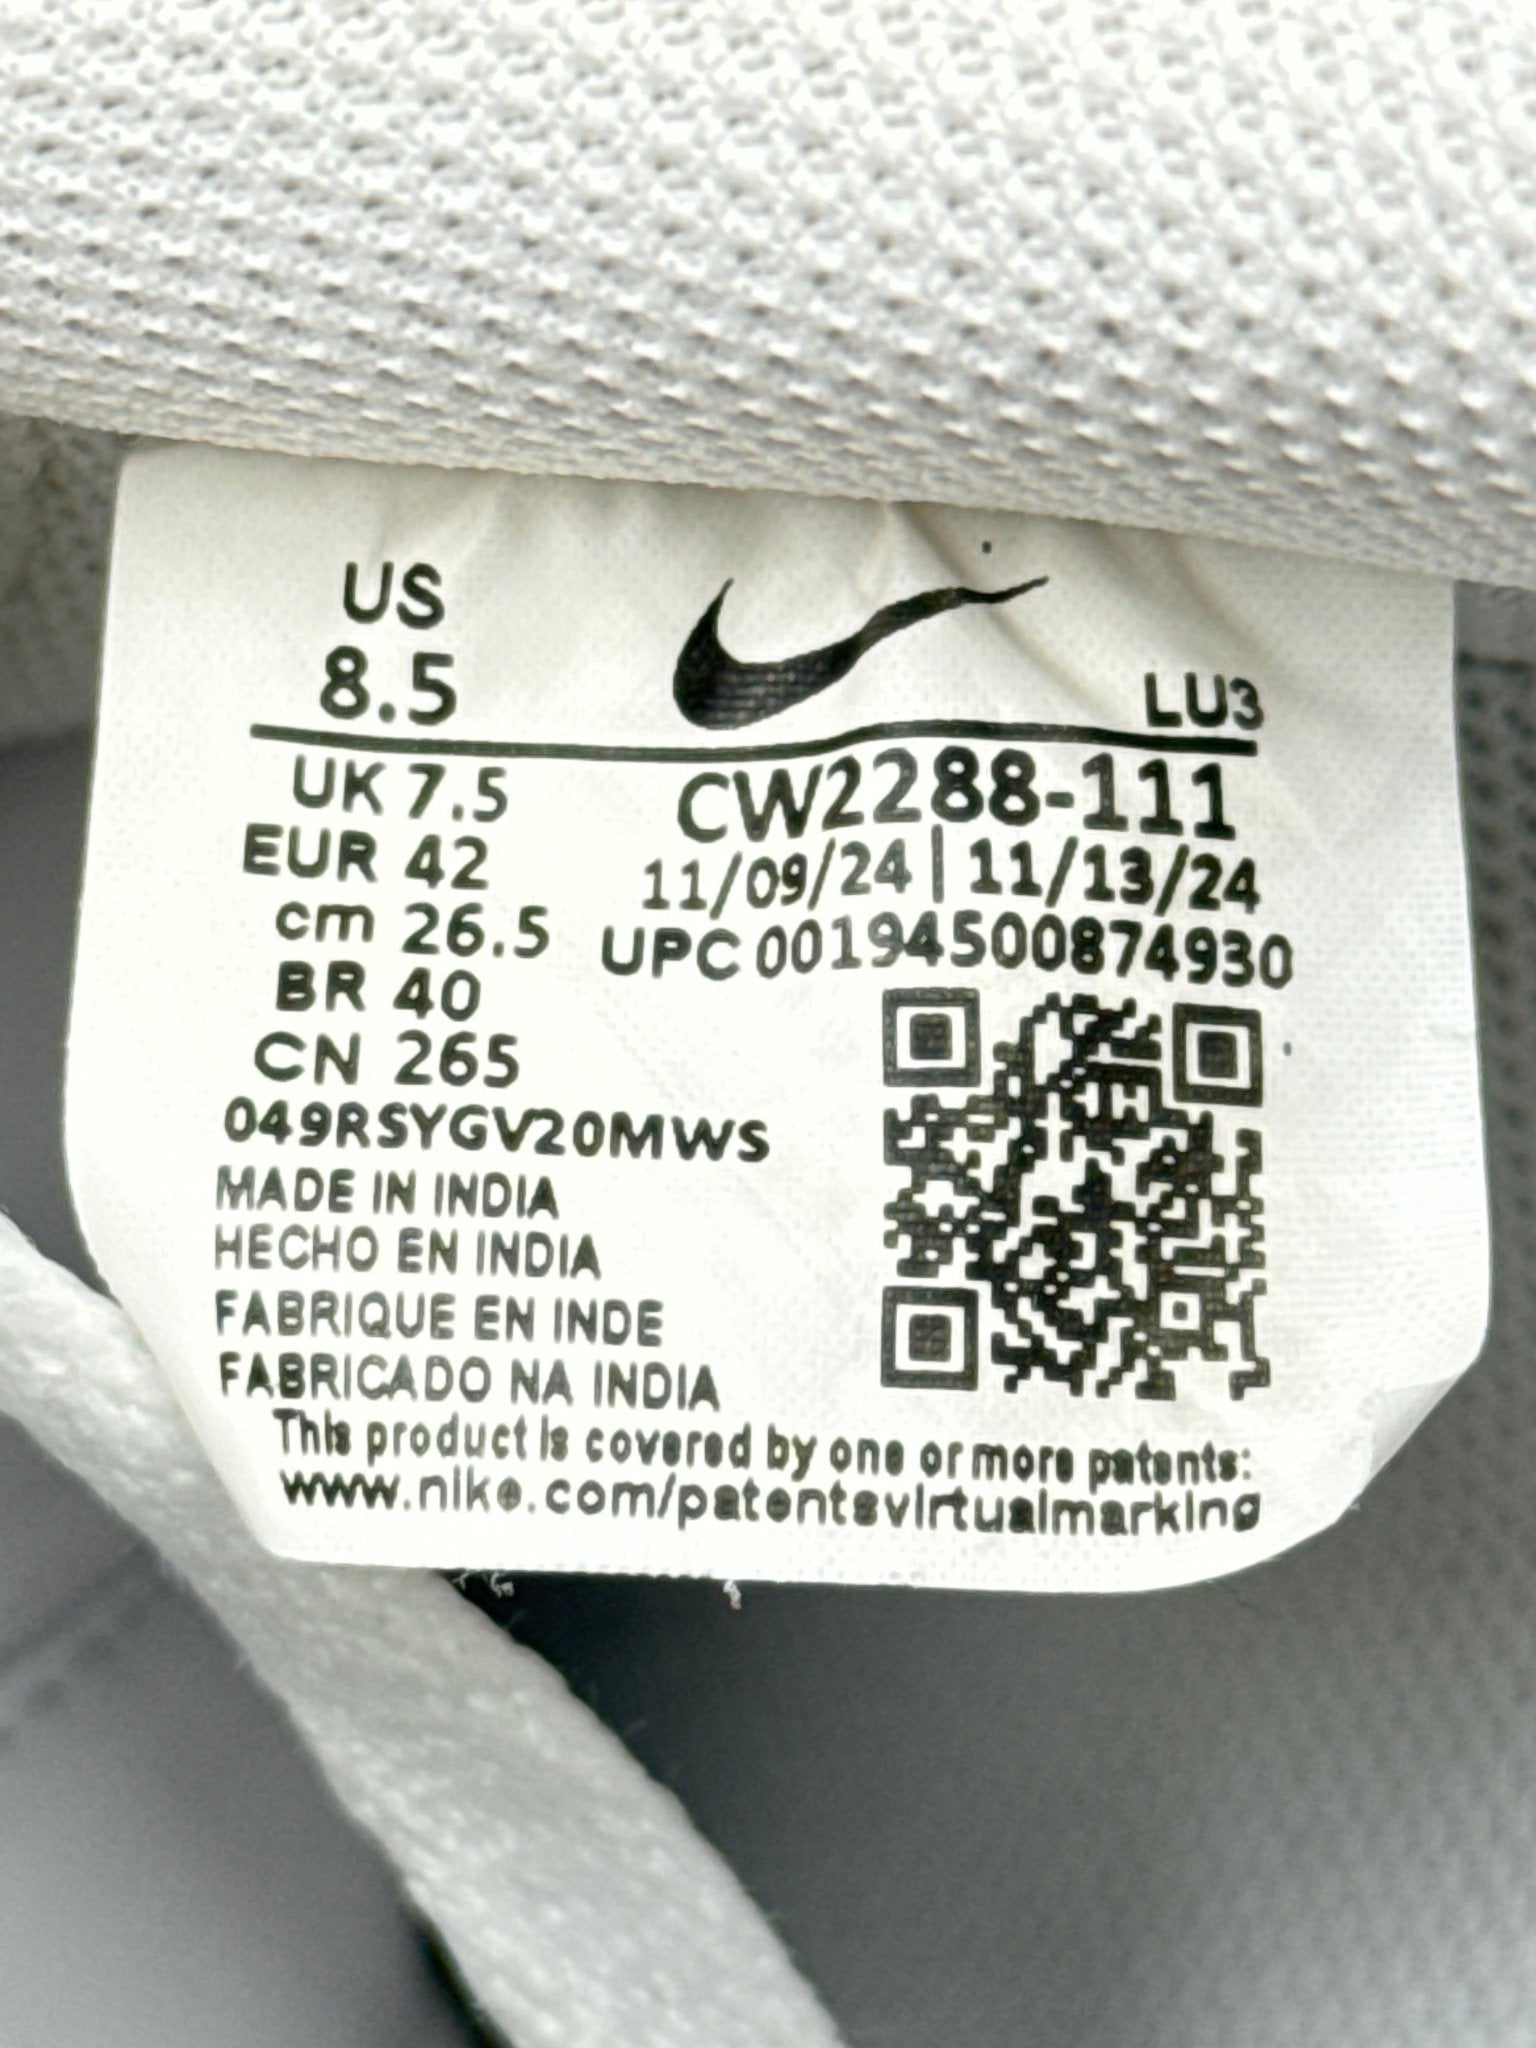 US
8.5
LU3
UK 7.5
CW2288-111
EUR 42
11/09/24 | 11/13/24
cm 26.5
UPC 00194500874930
BR 40
CN 265
049RSYGV20MWS
MADE IN INDIA
HECHO EN INDIA
FABRIQUE EN INDE
FABRICADO NA INDIA
This product is covered by one or more patents:
www.nike.com/patentsvirtualmarking